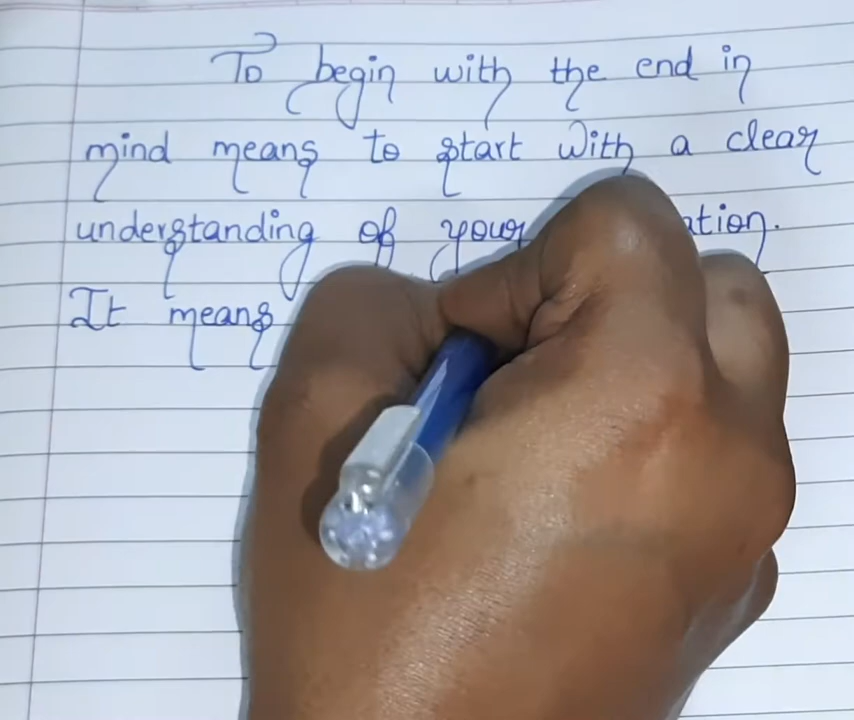 To begin with the end in
mind means to start with a clear
understanding of your
It means